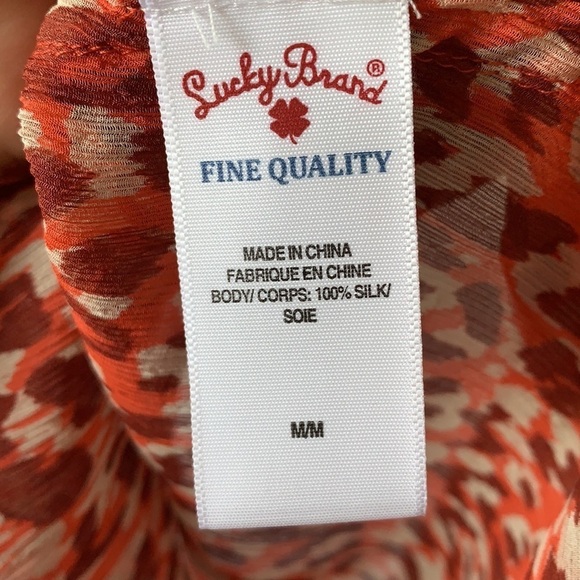 Lucky Brand®
FINE QUALITY
MADE IN CHINA
FABRIQUE EN CHINE
BODY/ CORPS: 100% SILK/
SOIE
M/M